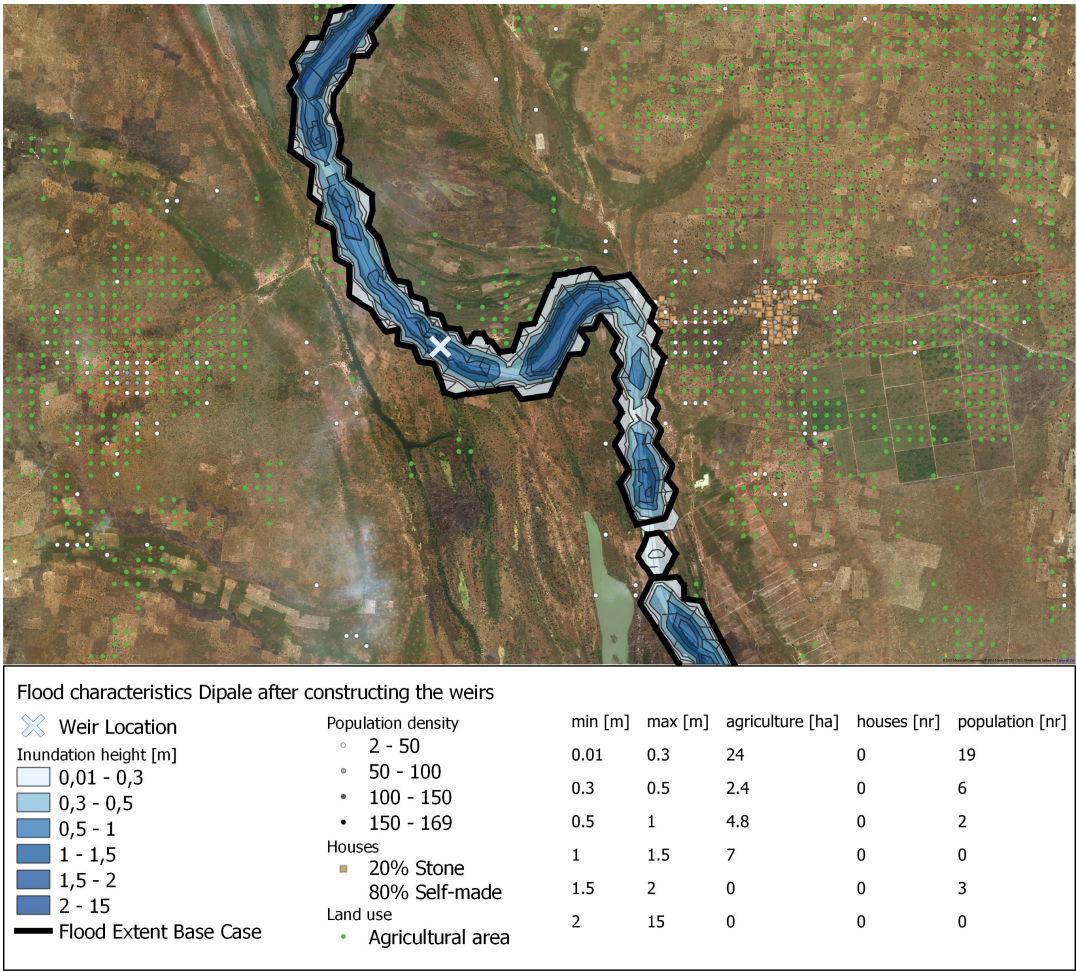 Flood characteristics Dipale after constructing the weirs
Weir Location
Inundation height [m]
0,01 - 0,3
0,3 - 0,5
0,5 - 1
1 - 1,5
1,5 - 2
2 - 15
Flood Extent Base Case
Population density
2 - 50
50 - 100
100 - 150
150 - 169
Houses
20% Stone
80% Self-made
Land use
Agricultural area
min [m] max [m] agriculture [ha] houses [nr] population [nr]
0.01 0.3 24 0 19
0.3 0.5 2.4 0 6
0.5 1 4.8 0 2
1 1.5 7 0 0
1.5 2 0 0 3
2 15 0 0 0